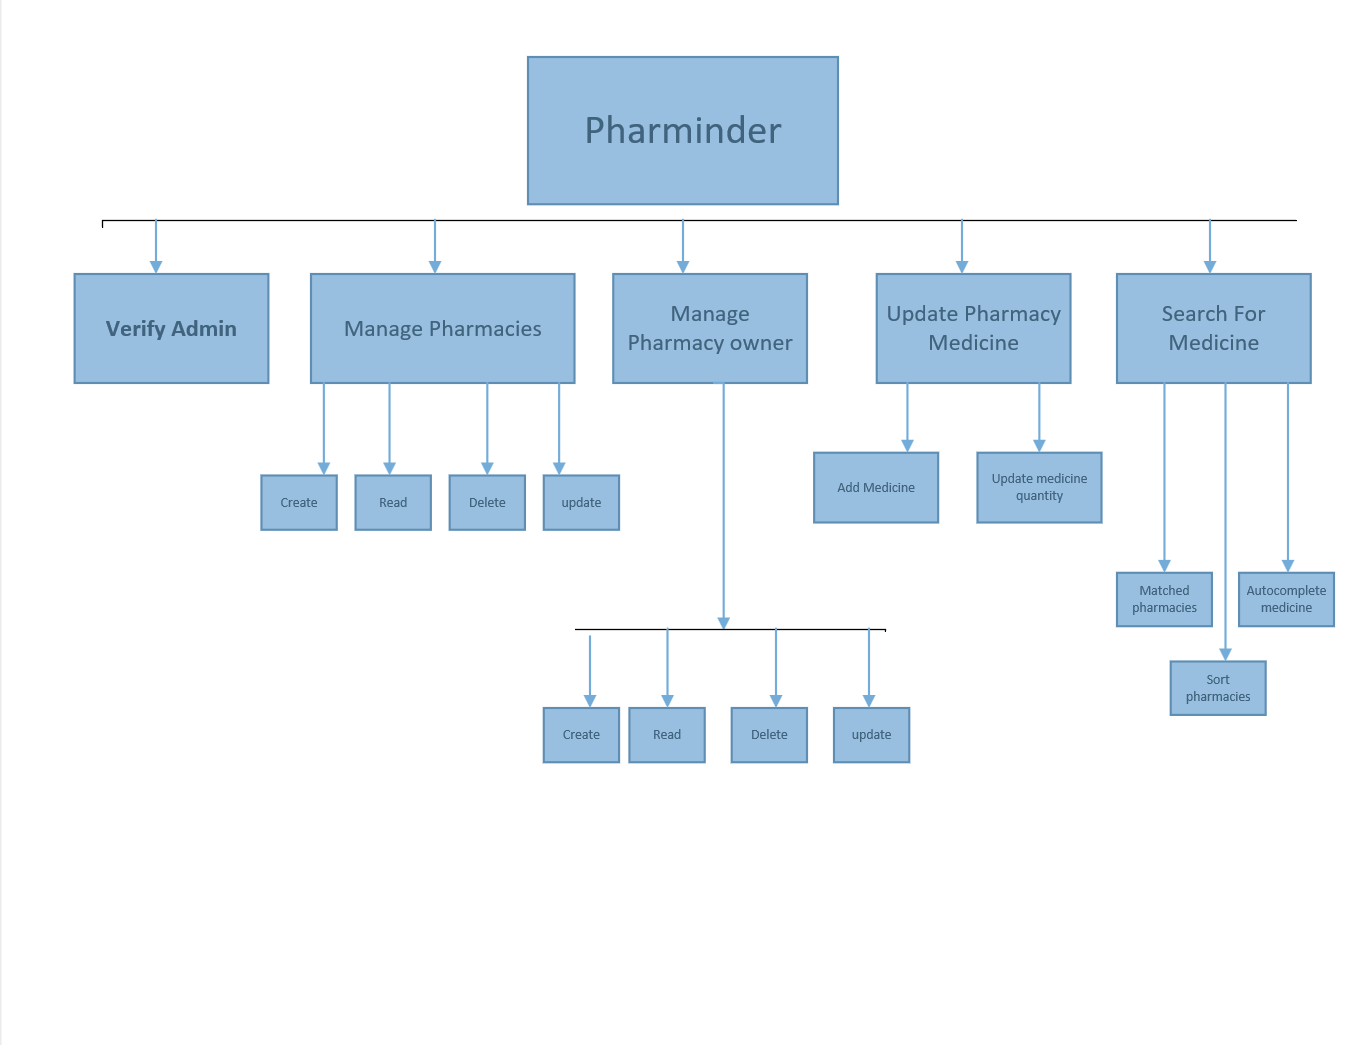 Pharminder
Verify Admin
Manage Pharmacies
Manage
Pharmacy owner
Update Pharmacy
Medicine
Search For
Medicine
Create
Read
Delete
update
Add Medicine
Update medicine
quantity
Matched
pharmacies
Autocomplete
medicine
Sort
pharmacies
Create
Read
Delete
update